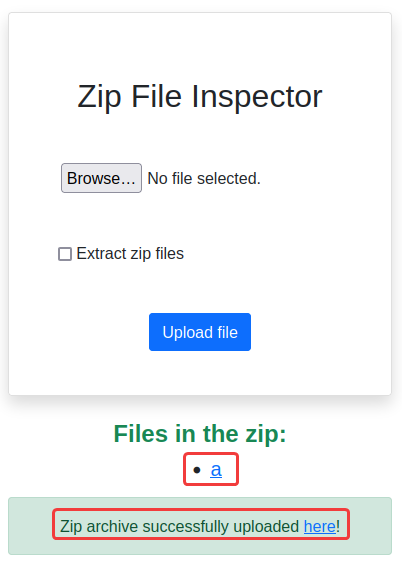 Zip File Inspector
Browse... No file selected.
Extract zip files
Upload file
Files in the zip:
• a
Zip archive successfully uploaded here!